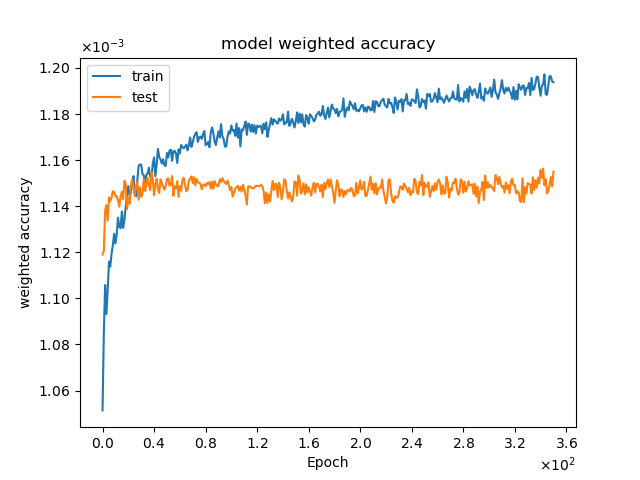 ×10⁻³
model weighted accuracy
1.20
1.18
1.16
1.14
1.12
1.10
1.08
1.06
weighted accuracy
train
test
0.0 0.4 0.8 1.2 1.6 2.0 2.4 2.8 3.2 3.6
Epoch
×10²